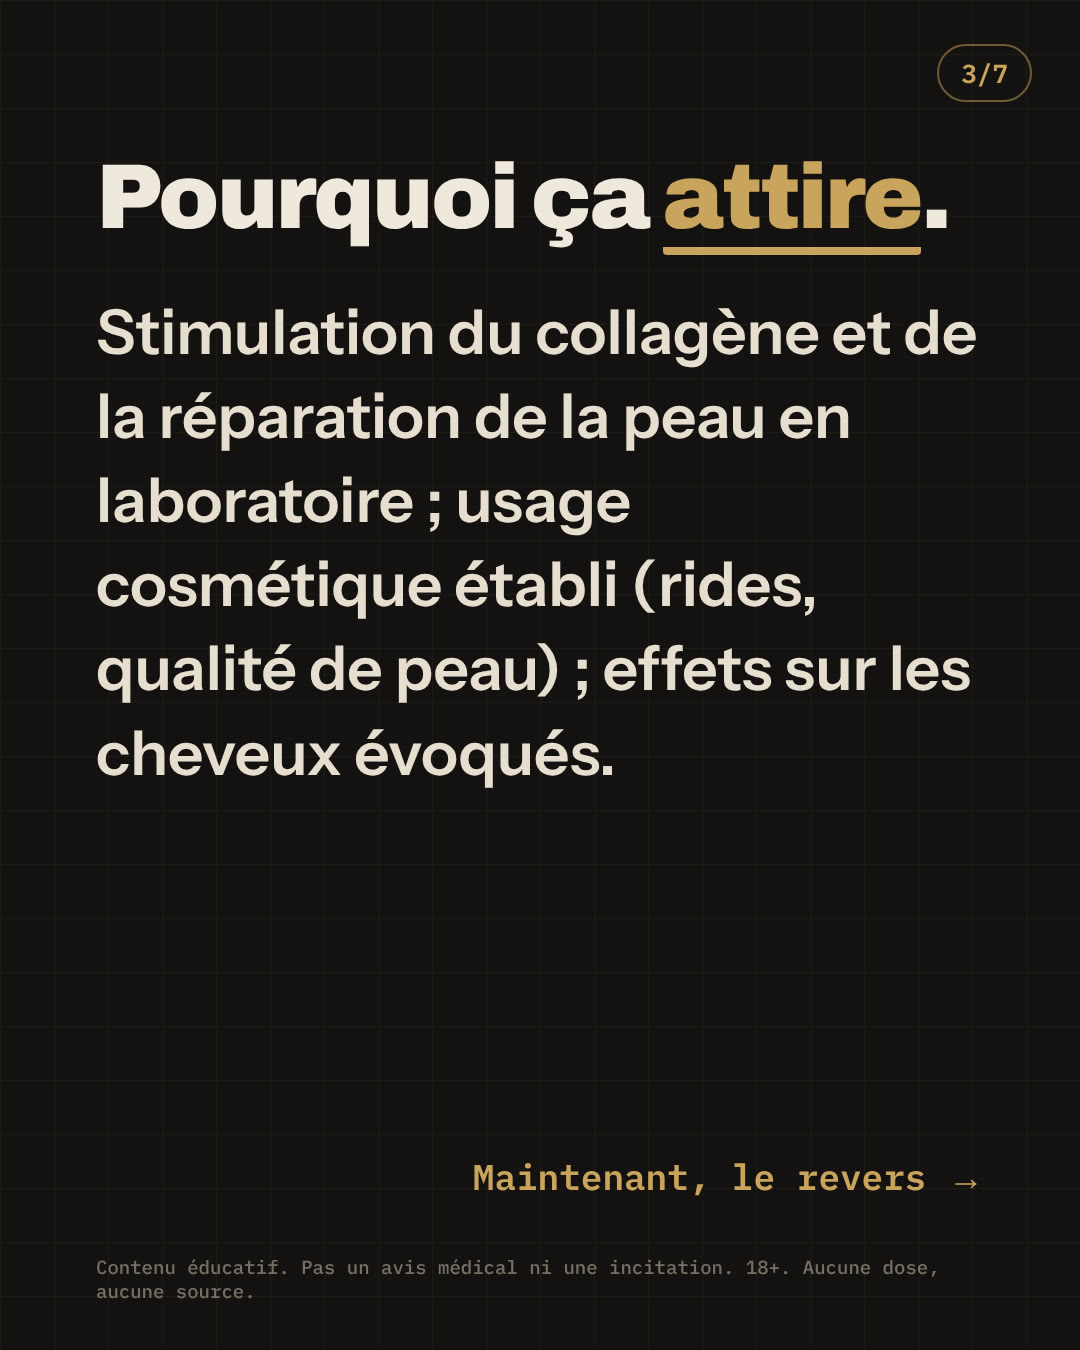 3/7
Pourquoi ça attire.
Stimulation du collagène et de
la réparation de la peau en
laboratoire ; usage
cosmétique établi (rides,
qualité de peau) ; effets sur les
cheveux évoqués.
Maintenant, le revers →
Contenu éducatif. Pas un avis médical ni une incitation. 18+. Aucune dose,
aucune source.